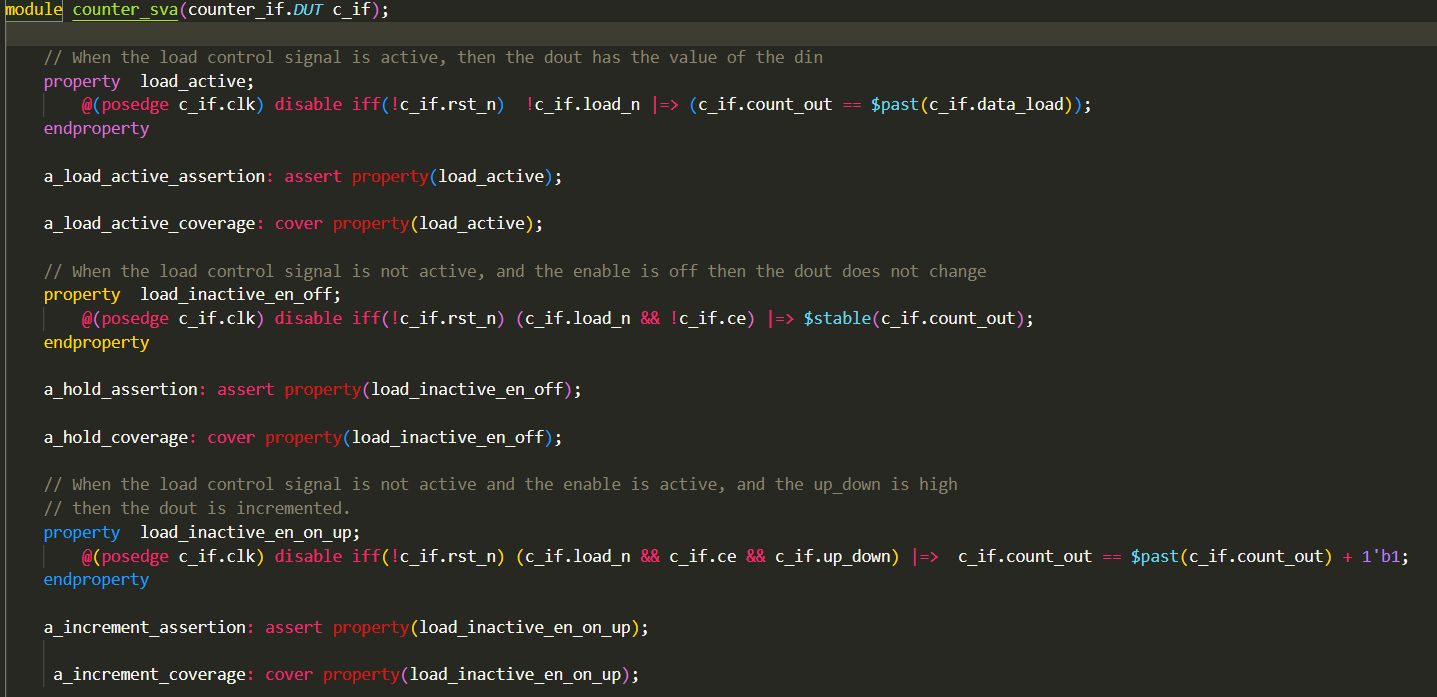 module counter_sva(counter_if.DUT c_if);
// When the load control signal is active, then the dout has the value of the din
property  load_active;
@(posedge c_if.clk) disable iff(!c_if.rst_n)  !c_if.load_n |=> (c_if.count_out == $past(c_if.data_load));
endproperty
a_load_active_assertion: assert property(load_active);
a_load_active_coverage: cover property(load_active);
// When the load control signal is not active, and the enable is off then the dout does not change
property  load_inactive_en_off;
@(posedge c_if.clk) disable iff(!c_if.rst_n) (c_if.load_n && !c_if.ce) |=> $stable(c_if.count_out);
endproperty
a_hold_assertion: assert property(load_inactive_en_off);
a_hold_coverage: cover property(load_inactive_en_off);
// When the load control signal is not active and the enable is active, and the up_down is high
// then the dout is incremented.
property  load_inactive_en_on_up;
@(posedge c_if.clk) disable iff(!c_if.rst_n) (c_if.load_n && c_if.ce && c_if.up_down) |=>  c_if.count_out == $past(c_if.count_out) + 1'b1;
endproperty
a_increment_assertion: assert property(load_inactive_en_on_up);
a_increment_coverage: cover property(load_inactive_en_on_up);